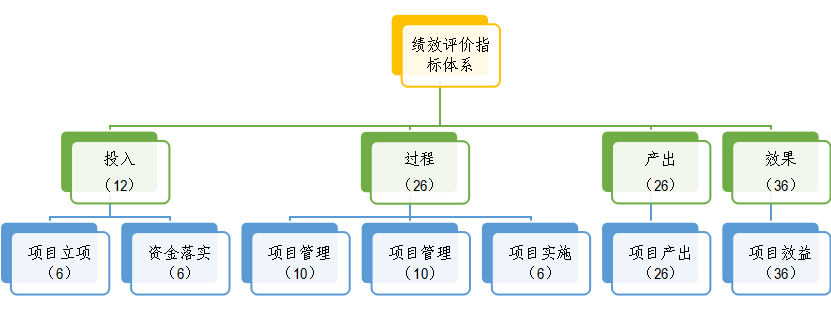 绩效评价指
标体系
投入
（12）
过程
（26）
产出
（26）
效果
（36）
项目立项
（6）
资金落实
（6）
项目管理
（10）
项目管理
（10）
项目实施
（6）
项目产出
（26）
项目效益
（36）